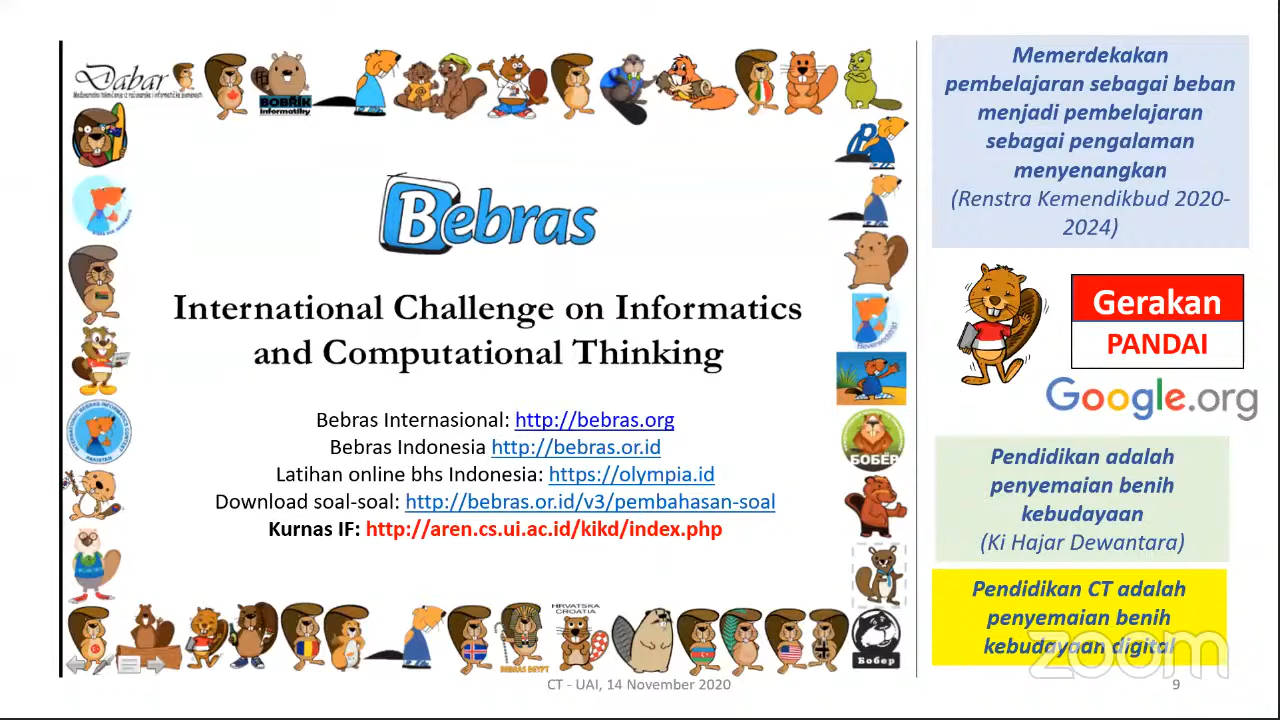 Dabar
BOBŘÍK
informatiky
Bebras
International Challenge on Informatics
and Computational Thinking
Bebras Internasional: http://bebras.org
Bebras Indonesia http://bebras.or.id
Latihan online bhs Indonesia: https://olympia.id
Download soal-soal: http://bebras.or.id/v3/pembahasan-soal
Kurnas IF: http://aren.cs.ui.ac.id/kikd/index.php
БОБЁР
HRVATSKA
CROATIA
BEBRAS EGYPT
Бобер
CT - UAI, 14 November 2020
9
Memerdekakan
pembelajaran sebagai beban
menjadi pembelajaran
sebagai pengalaman
menyenangkan
(Renstra Kemendikbud 2020-
2024)
Gerakan
PANDAI
Google.org
Pendidikan adalah
penyemaian benih
kebudayaan
(Ki Hajar Dewantara)
Pendidikan CT adalah
penyemaian benih
kebudayaan digital
zoom